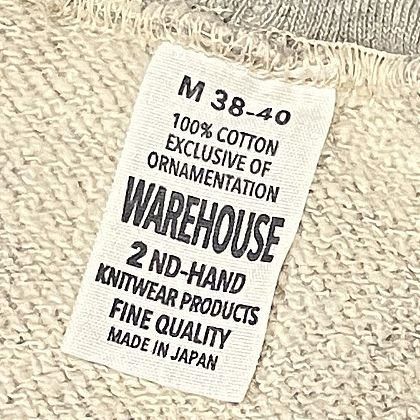 M 38-40
100% COTTON
EXCLUSIVE OF
ORNAMENTATION
WAREHOUSE
2 ND-HAND
KNITWEAR PRODUCTS
FINE QUALITY
MADE IN JAPAN